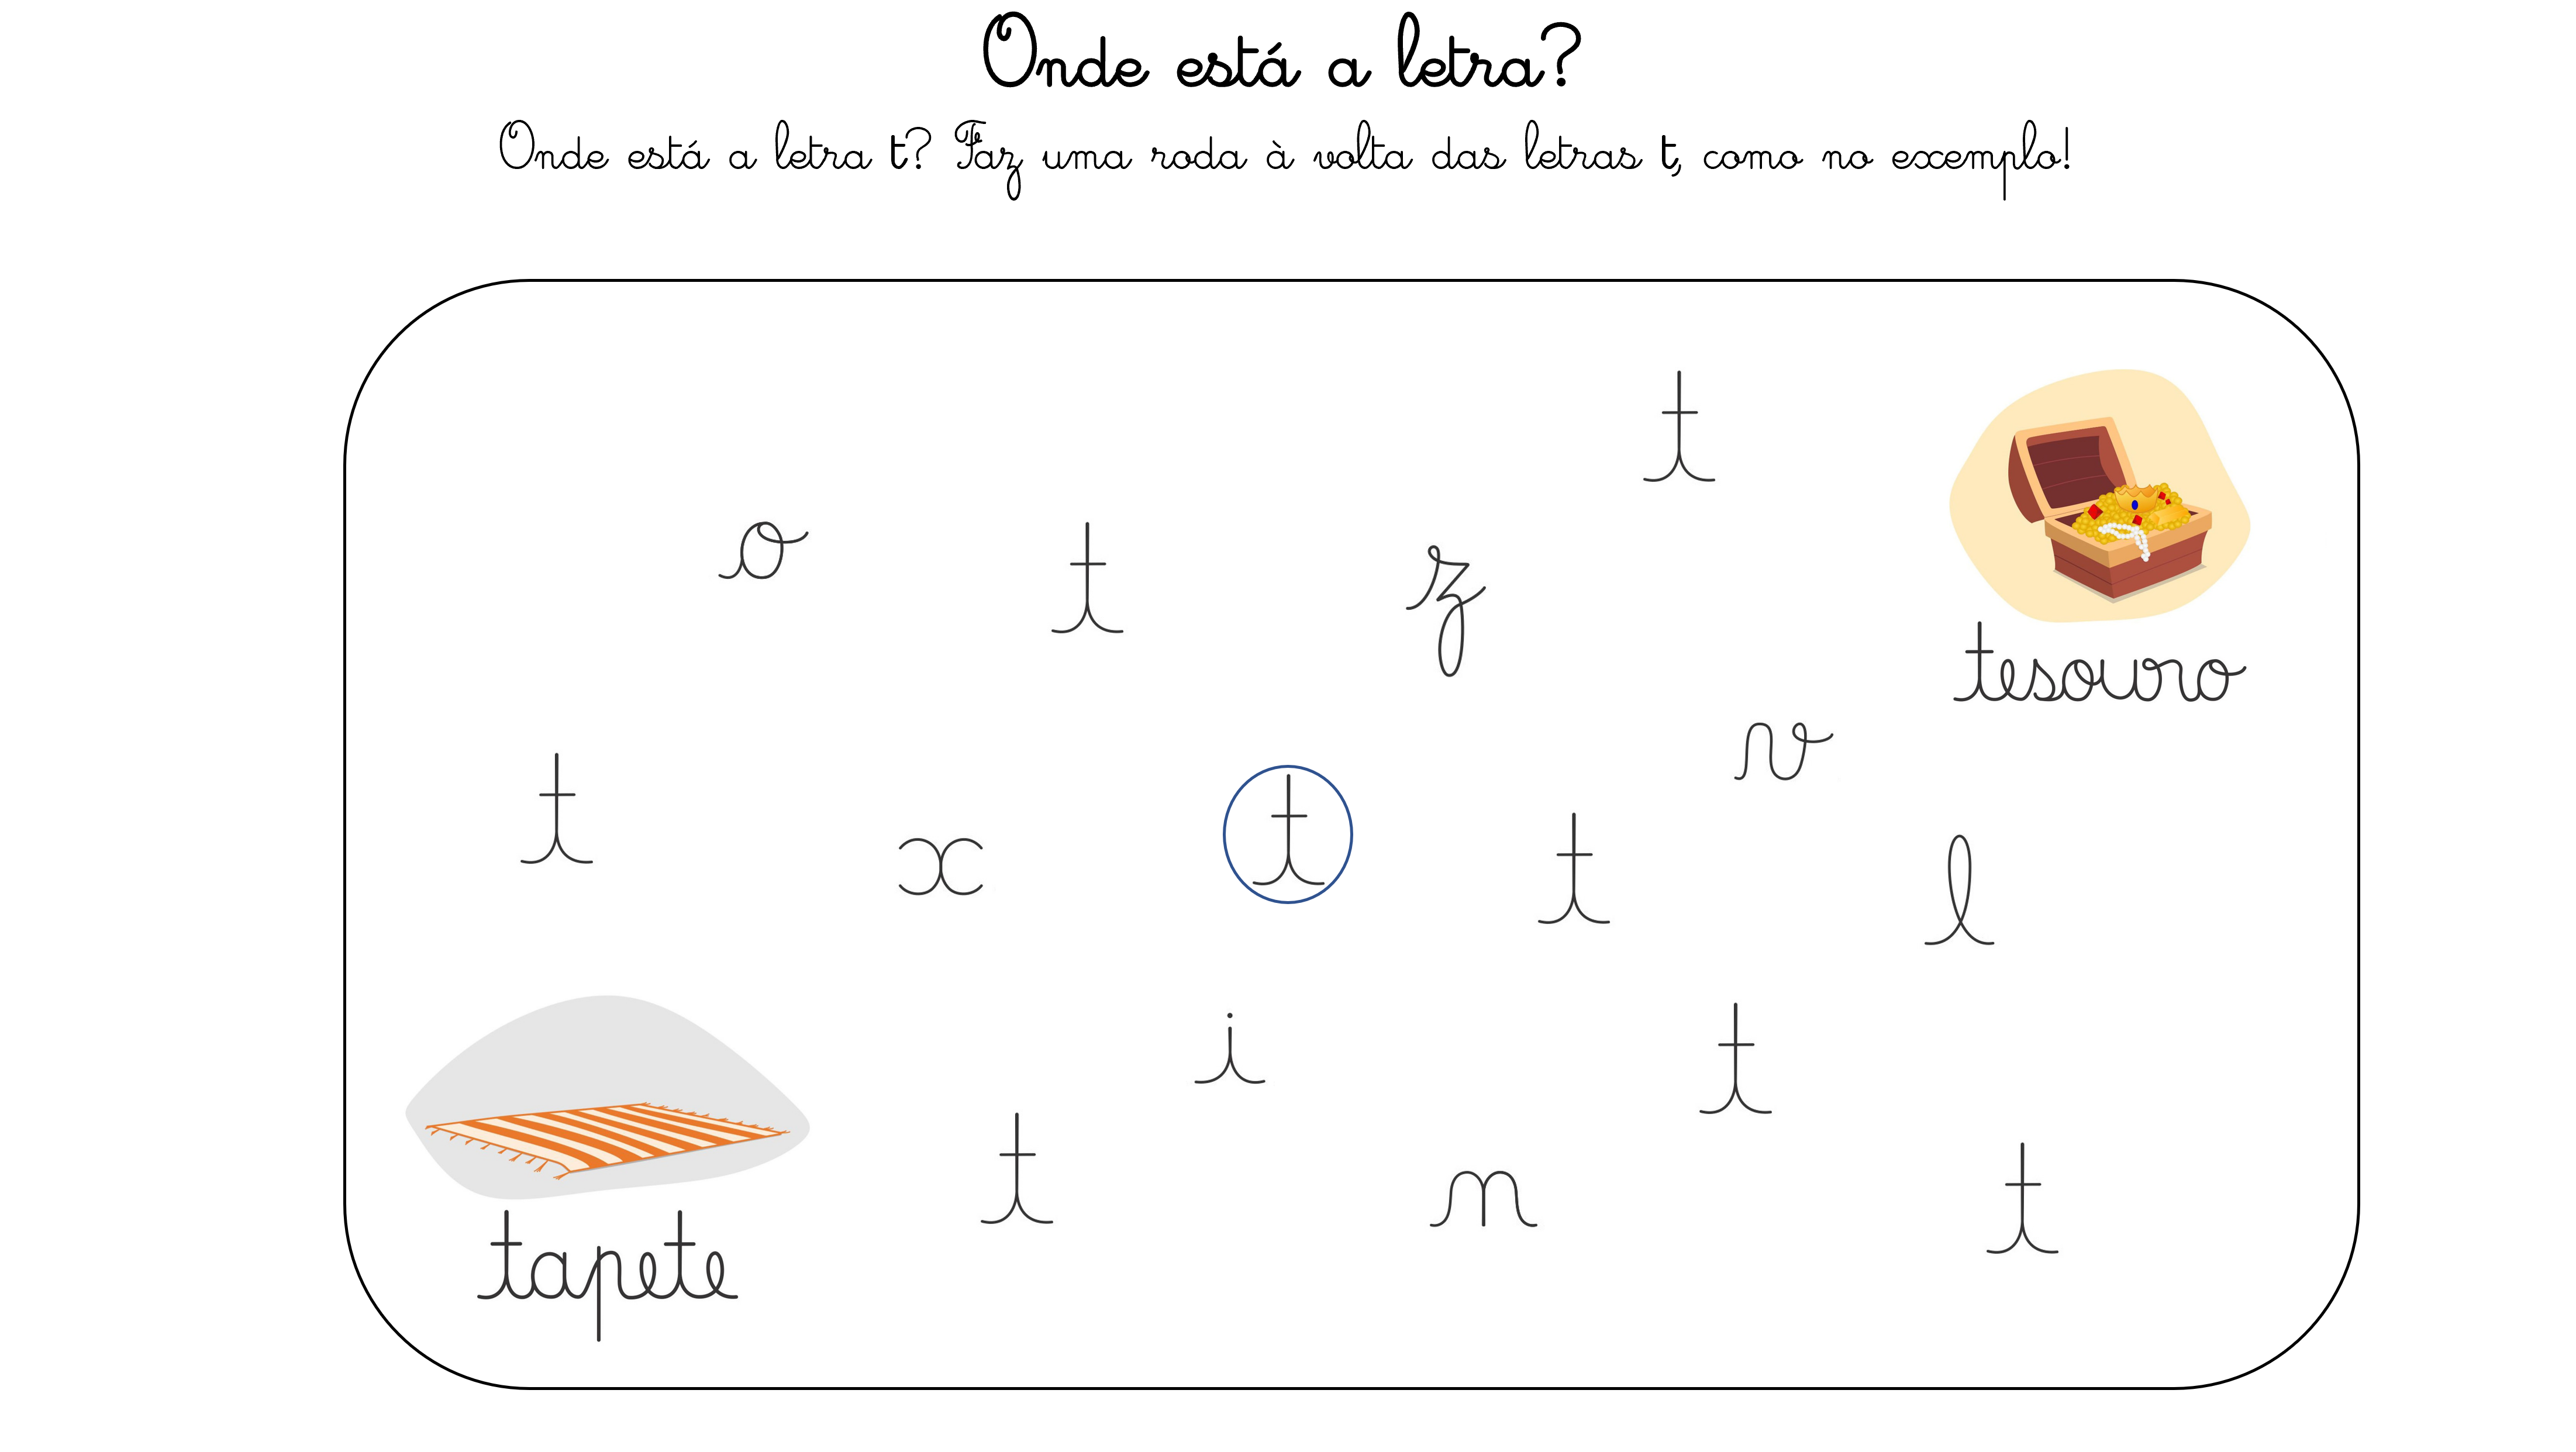 Onde está a letra?
Onde está a letra t? Faz uma roda à volta das letras t, como no exemplo!
t
o t z
tesouro
v
t x t t l
i t
t n t
tapete